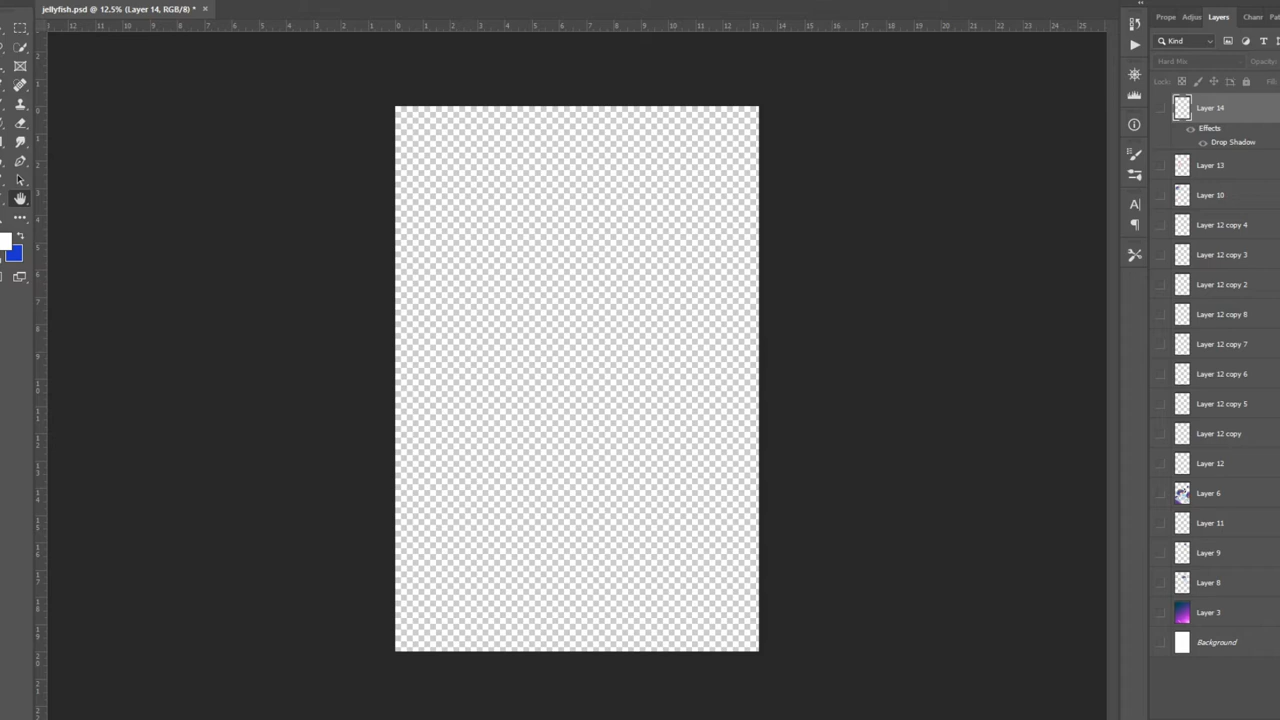 jellyfish.psd @ 12.5% (Layer 14, RGB/8) * ×
Prope Adjus Layers Chanr Pat
Kind
Hard Mix Opacity:
Lock: Fill:
Layer 14
Effects
Drop Shadow
Layer 13
Layer 10
Layer 12 copy 4
Layer 12 copy 3
Layer 12 copy 2
Layer 12 copy 8
Layer 12 copy 7
Layer 12 copy 6
Layer 12 copy 5
Layer 12 copy
Layer 12
Layer 6
Layer 11
Layer 9
Layer 8
Layer 3
Background